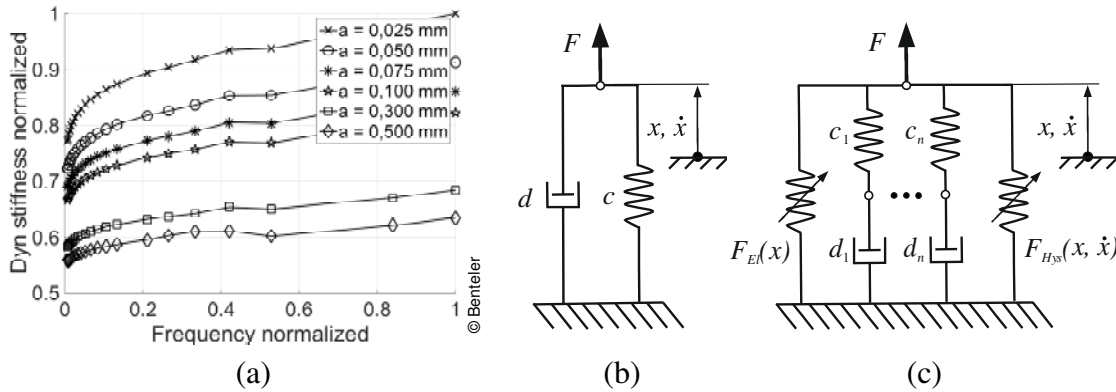 Dyn stiffness normalized
1
0.9
0.8
0.7
0.6
0.5
0
0.2
0.4
0.6
0.8
1
Frequency normalized
a = 0,025 mm
a = 0,050 mm
a = 0,075 mm
a = 0,100 mm
a = 0,300 mm
a = 0,500 mm
© Benteler
(a)
F
x, ẋ
d
c
(b)
F
c1
cn
x, ẋ
FEl(x)
d1
dn
FHys(x, ẋ)
(c)